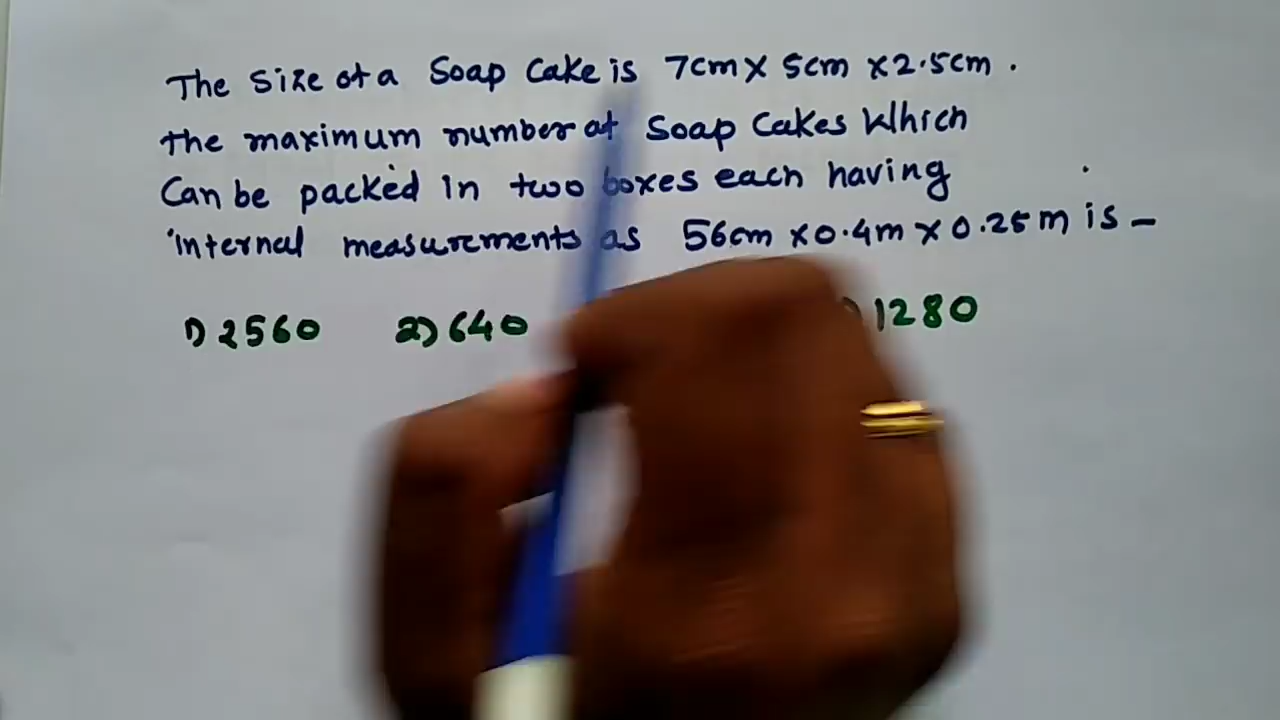 The Size of a Soap Cake is 7cm X 5cm x 2.5cm .
the maximum number of Soap Cakes Which
Can be packed in two boxes each having
internal measurements as 56cm x 0.4m x 0.25m is -
1) 2560 2) 640 ) 1280